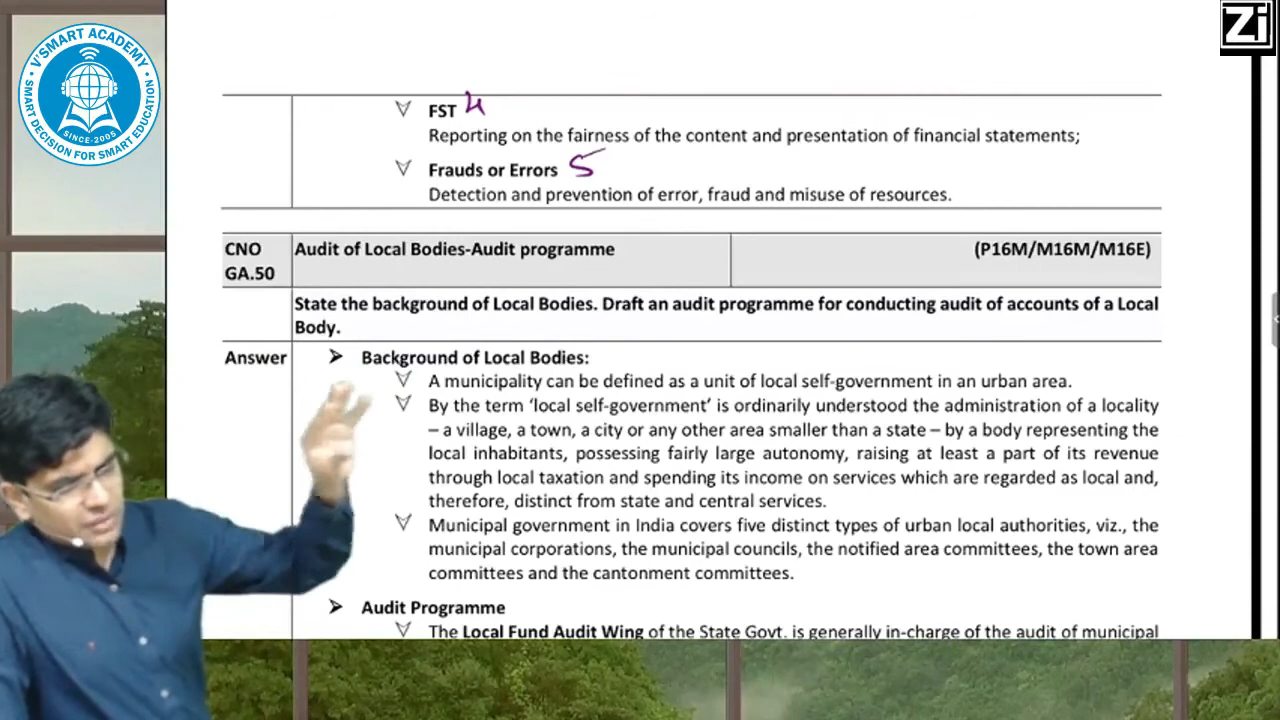 V'SMART ACADEMY
SINCE-2005
SMART DECISION FOR SMART EDUCATION
Zi
FST 4
Reporting on the fairness of the content and presentation of financial statements;
Frauds or Errors 5
Detection and prevention of error, fraud and misuse of resources.
CNO Audit of Local Bodies-Audit programme (P16M/M16M/M16E)
GA.50
State the background of Local Bodies. Draft an audit programme for conducting audit of accounts of a Local
Body.
Answer ➢ Background of Local Bodies:
A municipality can be defined as a unit of local self-government in an urban area.
By the term ‘local self-government’ is ordinarily understood the administration of a locality
– a village, a town, a city or any other area smaller than a state – by a body representing the
local inhabitants, possessing fairly large autonomy, raising at least a part of its revenue
through local taxation and spending its income on services which are regarded as local and,
therefore, distinct from state and central services.
Municipal government in India covers five distinct types of urban local authorities, viz., the
municipal corporations, the municipal councils, the notified area committees, the town area
committees and the cantonment committees.
➢ Audit Programme
The Local Fund Audit Wing of the State Govt. is generally in-charge of the audit of municipal